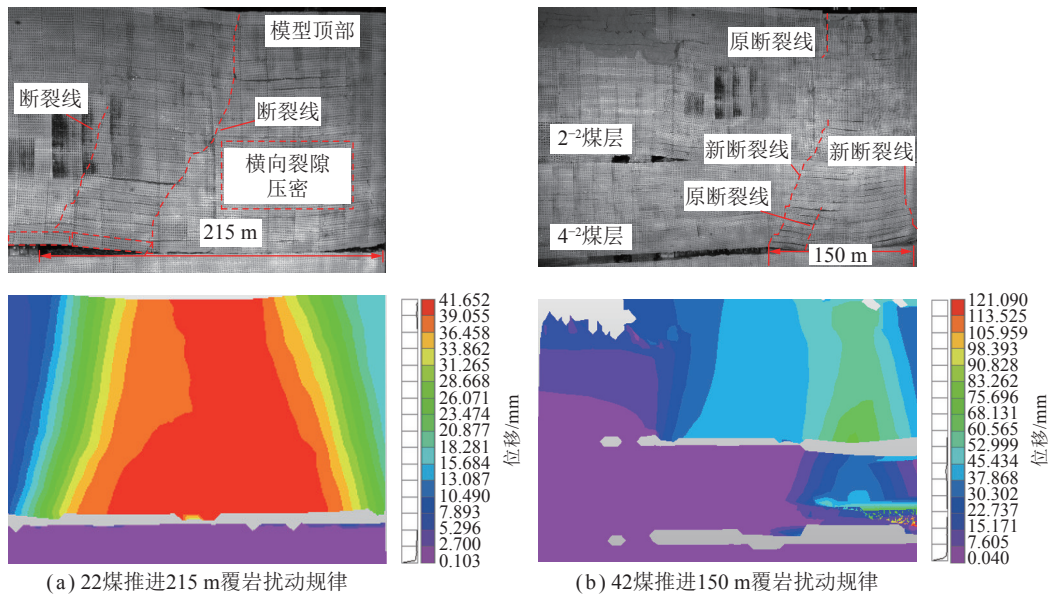 模型顶部
断裂线
断裂线
横向裂隙
压密
215 m
原断裂线
2⁻²煤层
新断裂线
新断裂线
原断裂线
4⁻²煤层
150 m
41.652
39.055
36.458
33.862
31.265
28.668
26.071
23.474
20.877
18.281
15.684
13.087
10.490
7.893
5.296
2.700
0.103
位移/mm
121.090
113.525
105.959
98.393
90.828
83.262
75.696
68.131
60.565
52.999
45.434
37.868
30.302
22.737
15.171
7.605
0.040
位移/mm
(a) 22煤推进215 m覆岩扰动规律
(b) 42煤推进150 m覆岩扰动规律